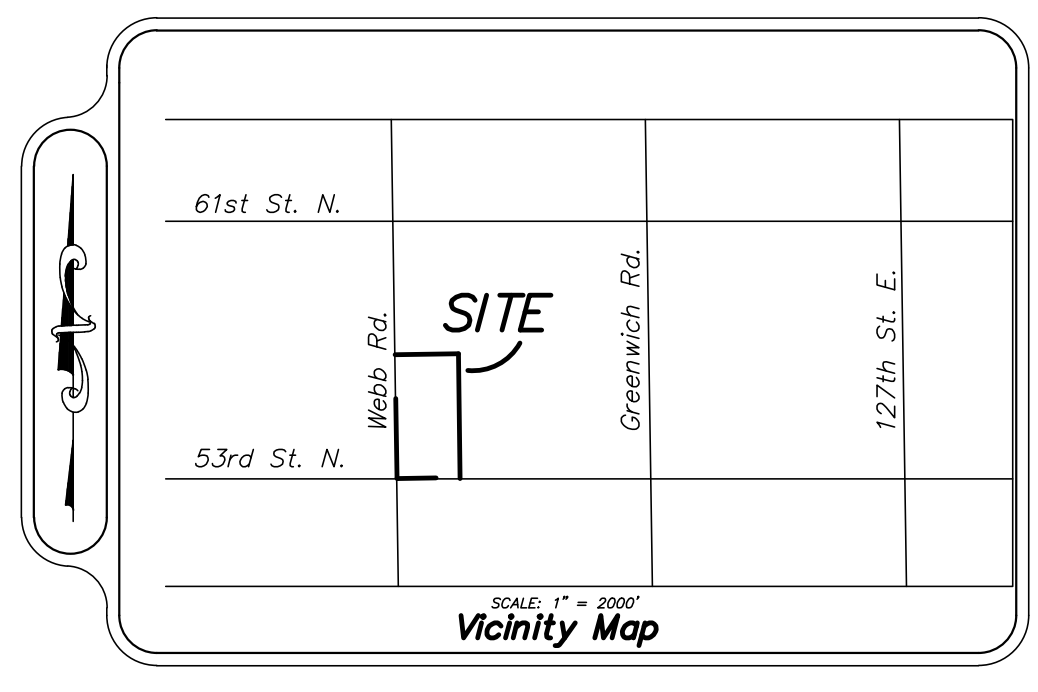 61st St. N.
SITE
Webb Rd.
Greenwich Rd.
127th St. E.
53rd St. N.
SCALE: 1" = 2000'
Vicinity Map